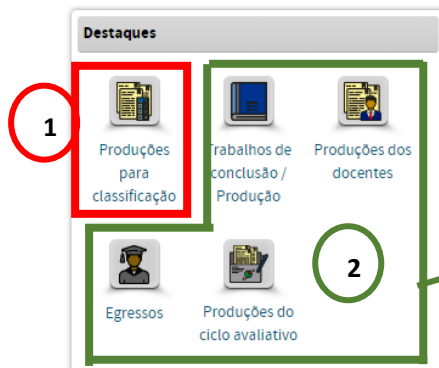 Destaques
1
Produções
para
classificação
Trabalhos de
conclusão /
Produção
Produções dos
docentes
Egressos
Produções do
ciclo avaliativo
2